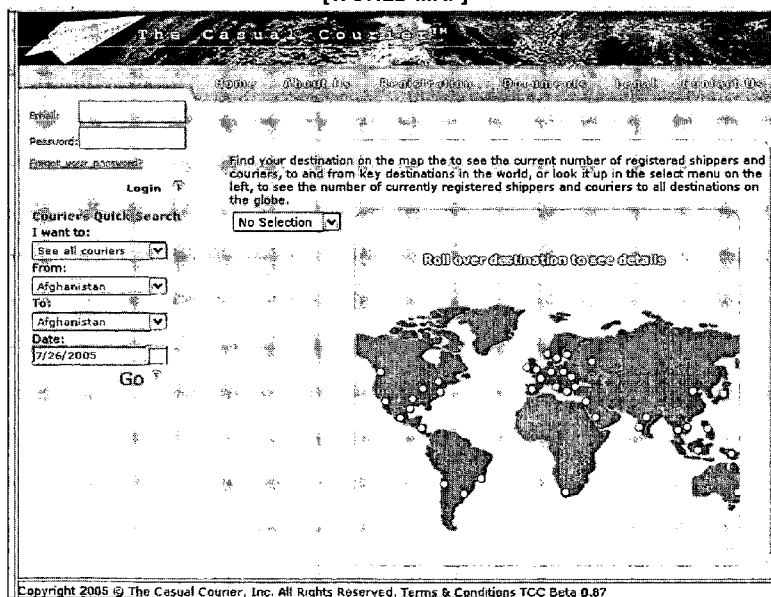 [WORLD MAP]
The Casual Courier™
Home About Us Registration Documents Legal Contact Us
Email:
Password:
Forgot your password?
Login
Find your destination on the map the to see the current number of registered shippers and
couriers, to and from key destinations in the world, or look it up in the select menu on the
left, to see the number of currently registered shippers and couriers to all destinations on
the globe.
No Selection
Couriers Quick Search
I want to:
See all couriers
From:
Afghanistan
To:
Afghanistan
Date:
7/26/2005
Go
Roll over destination to see details
Copyright 2005 © The Casual Courier, Inc. All Rights Reserved. Terms & Conditions TCC Beta 0.87